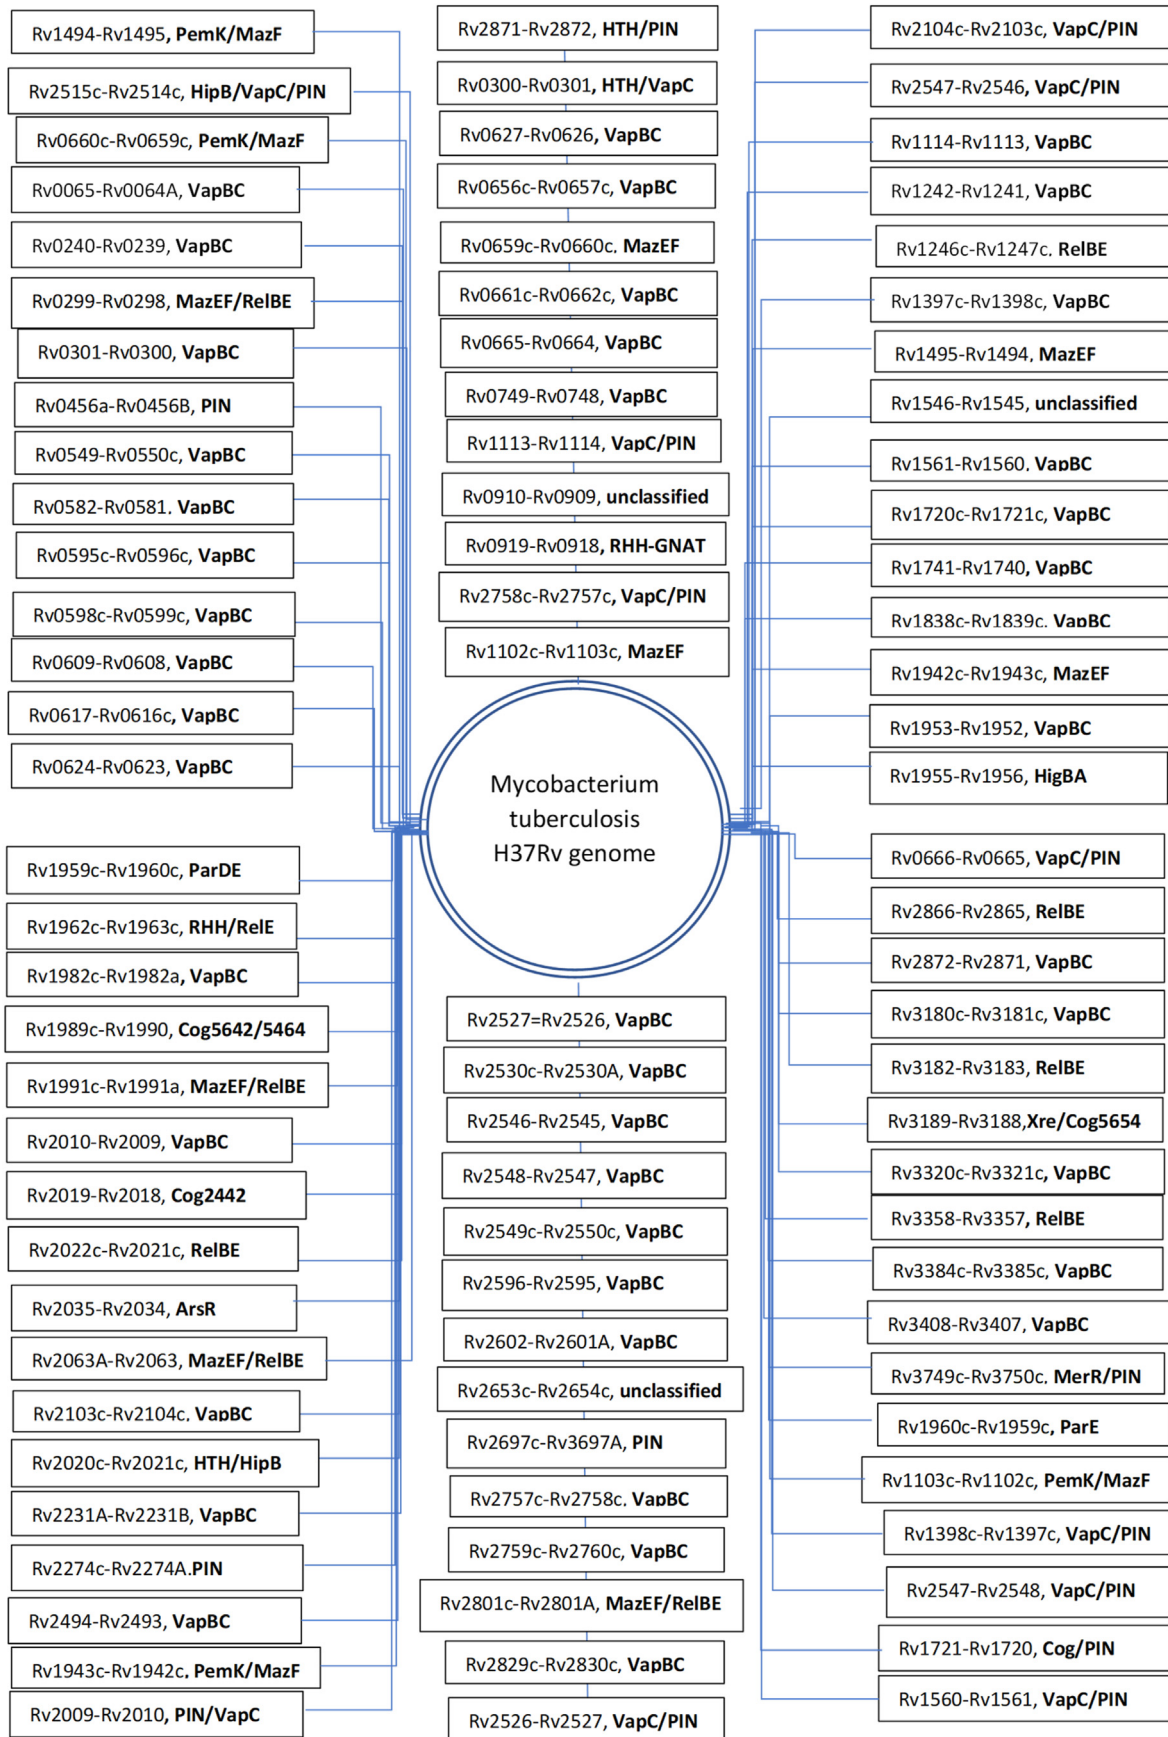 Rv1494-Rv1495, PemK/MazF
Rv2515c-Rv2514c, HipB/VapC/PIN
Rv0660c-Rv0659c, PemK/MazF
Rv0065-Rv0064A, VapBC
Rv0240-Rv0239, VapBC
Rv0299-Rv0298, MazEF/RelBE
Rv0301-Rv0300, VapBC
Rv0456a-Rv0456B, PIN
Rv0549-Rv0550c, VapBC
Rv0582-Rv0581, VapBC
Rv0595c-Rv0596c, VapBC
Rv0598c-Rv0599c, VapBC
Rv0609-Rv0608, VapBC
Rv0617-Rv0616c, VapBC
Rv0624-Rv0623, VapBC
Rv1959c-Rv1960c, ParDE
Rv1962c-Rv1963c, RHH/RelE
Rv1982c-Rv1982a, VapBC
Rv1989c-Rv1990, Cog5642/5464
Rv1991c-Rv1991a, MazEF/RelBE
Rv2010-Rv2009, VapBC
Rv2019-Rv2018, Cog2442
Rv2022c-Rv2021c, RelBE
Rv2035-Rv2034, ArsR
Rv2063A-Rv2063, MazEF/RelBE
Rv2103c-Rv2104c, VapBC
Rv2020c-Rv2021c, HTH/HipB
Rv2231A-Rv2231B, VapBC
Rv2274c-Rv2274A.PIN
Rv2494-Rv2493, VapBC
Rv1943c-Rv1942c, PemK/MazF
Rv2009-Rv2010, PIN/VapC
Rv2871-Rv2872, HTH/PIN
Rv0300-Rv0301, HTH/VapC
Rv0627-Rv0626, VapBC
Rv0656c-Rv0657c, VapBC
Rv0659c-Rv0660c, MazEF
Rv0661c-Rv0662c, VapBC
Rv0665-Rv0664, VapBC
Rv0749-Rv0748, VapBC
Rv1113-Rv1114, VapC/PIN
Rv0910-Rv0909, unclassified
Rv0919-Rv0918, RHH-GNAT
Rv2758c-Rv2757c, VapC/PIN
Rv1102c-Rv1103c, MazEF
Mycobacterium
tuberculosis
H37Rv genome
Rv2527=Rv2526, VapBC
Rv2530c-Rv2530A, VapBC
Rv2546-Rv2545, VapBC
Rv2548-Rv2547, VapBC
Rv2549c-Rv2550c, VapBC
Rv2596-Rv2595, VapBC
Rv2602-Rv2601A, VapBC
Rv2653c-Rv2654c, unclassified
Rv2697c-Rv3697A, PIN
Rv2757c-Rv2758c, VapBC
Rv2759c-Rv2760c, VapBC
Rv2801c-Rv2801A, MazEF/RelBE
Rv2829c-Rv2830c, VapBC
Rv2526-Rv2527, VapC/PIN
Rv2104c-Rv2103c, VapC/PIN
Rv2547-Rv2546, VapC/PIN
Rv1114-Rv1113, VapBC
Rv1242-Rv1241, VapBC
Rv1246c-Rv1247c, RelBE
Rv1397c-Rv1398c, VapBC
Rv1495-Rv1494, MazEF
Rv1546-Rv1545, unclassified
Rv1561-Rv1560, VapBC
Rv1720c-Rv1721c, VapBC
Rv1741-Rv1740, VapBC
Rv1838c-Rv1839c, VapBC
Rv1942c-Rv1943c, MazEF
Rv1953-Rv1952, VapBC
Rv1955-Rv1956, HigBA
Rv0666-Rv0665, VapC/PIN
Rv2866-Rv2865, RelBE
Rv2872-Rv2871, VapBC
Rv3180c-Rv3181c, VapBC
Rv3182-Rv3183, RelBE
Rv3189-Rv3188,Xre/Cog5654
Rv3320c-Rv3321c, VapBC
Rv3358-Rv3357, RelBE
Rv3384c-Rv3385c, VapBC
Rv3408-Rv3407, VapBC
Rv3749c-Rv3750c, MerR/PIN
Rv1960c-Rv1959c, ParE
Rv1103c-Rv1102c, PemK/MazF
Rv1398c-Rv1397c, VapC/PIN
Rv2547-Rv2548, VapC/PIN
Rv1721-Rv1720, Cog/PIN
Rv1560-Rv1561, VapC/PIN